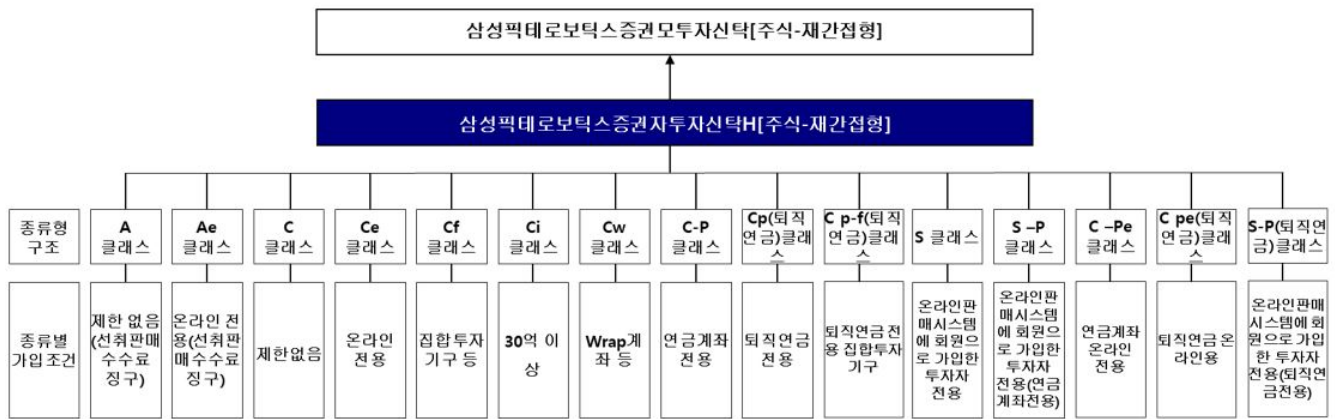 삼성픽테로보틱스증권모투자신탁[주식-재간접형]
삼성픽테로보틱스증권자투자신탁H[주식-재간접형]
종류형
구조
A
클래스
Ae
클래스
C
클래스
Ce
클래스
Cf
클래스
Ci
클래스
Cw
클래스
C-P
클래스
Cp(퇴직
연금)클래
스
C p-f(퇴직
연금)클래
스
S 클래스
S –P
클래스
C –Pe
클래스
C pe(퇴직
연금)클래
스
S-P(퇴직연
금)클래스
종류별
가입조건
제한 없음
(선취판매
수수료
징구)
온라인 전
용(선취판
매수수료
징구)
제한없음
온라인
전용
집합투자
기구 등
30억 이
상
Wrap계
좌 등
연금계좌
전용
퇴직연금
전용
퇴직연금 전
용 집합투자
기구
온라인판
매시스템
에 회원으
로 가입한
투자자
전용
온라인판
매시스템
에 회원으
로 가입한
투자자
전용(연금
계좌전용)
연금계좌
온라인
전용
퇴직연금 온
라인용
온라인판매
시스템에 회
원으로 가입
한 투자자
전용(퇴직연
금전용)